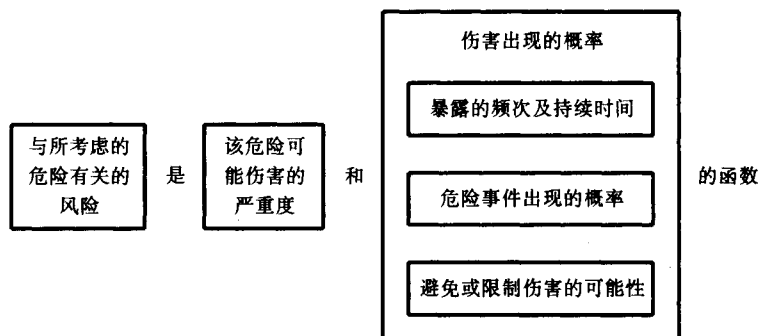 伤害出现的概率
暴露的频次及持续时间
与所考虑的
危险有关的
风险
是
该危险可
能伤害的
严重度
和
危险事件出现的概率
避免或限制伤害的可能性
的函数